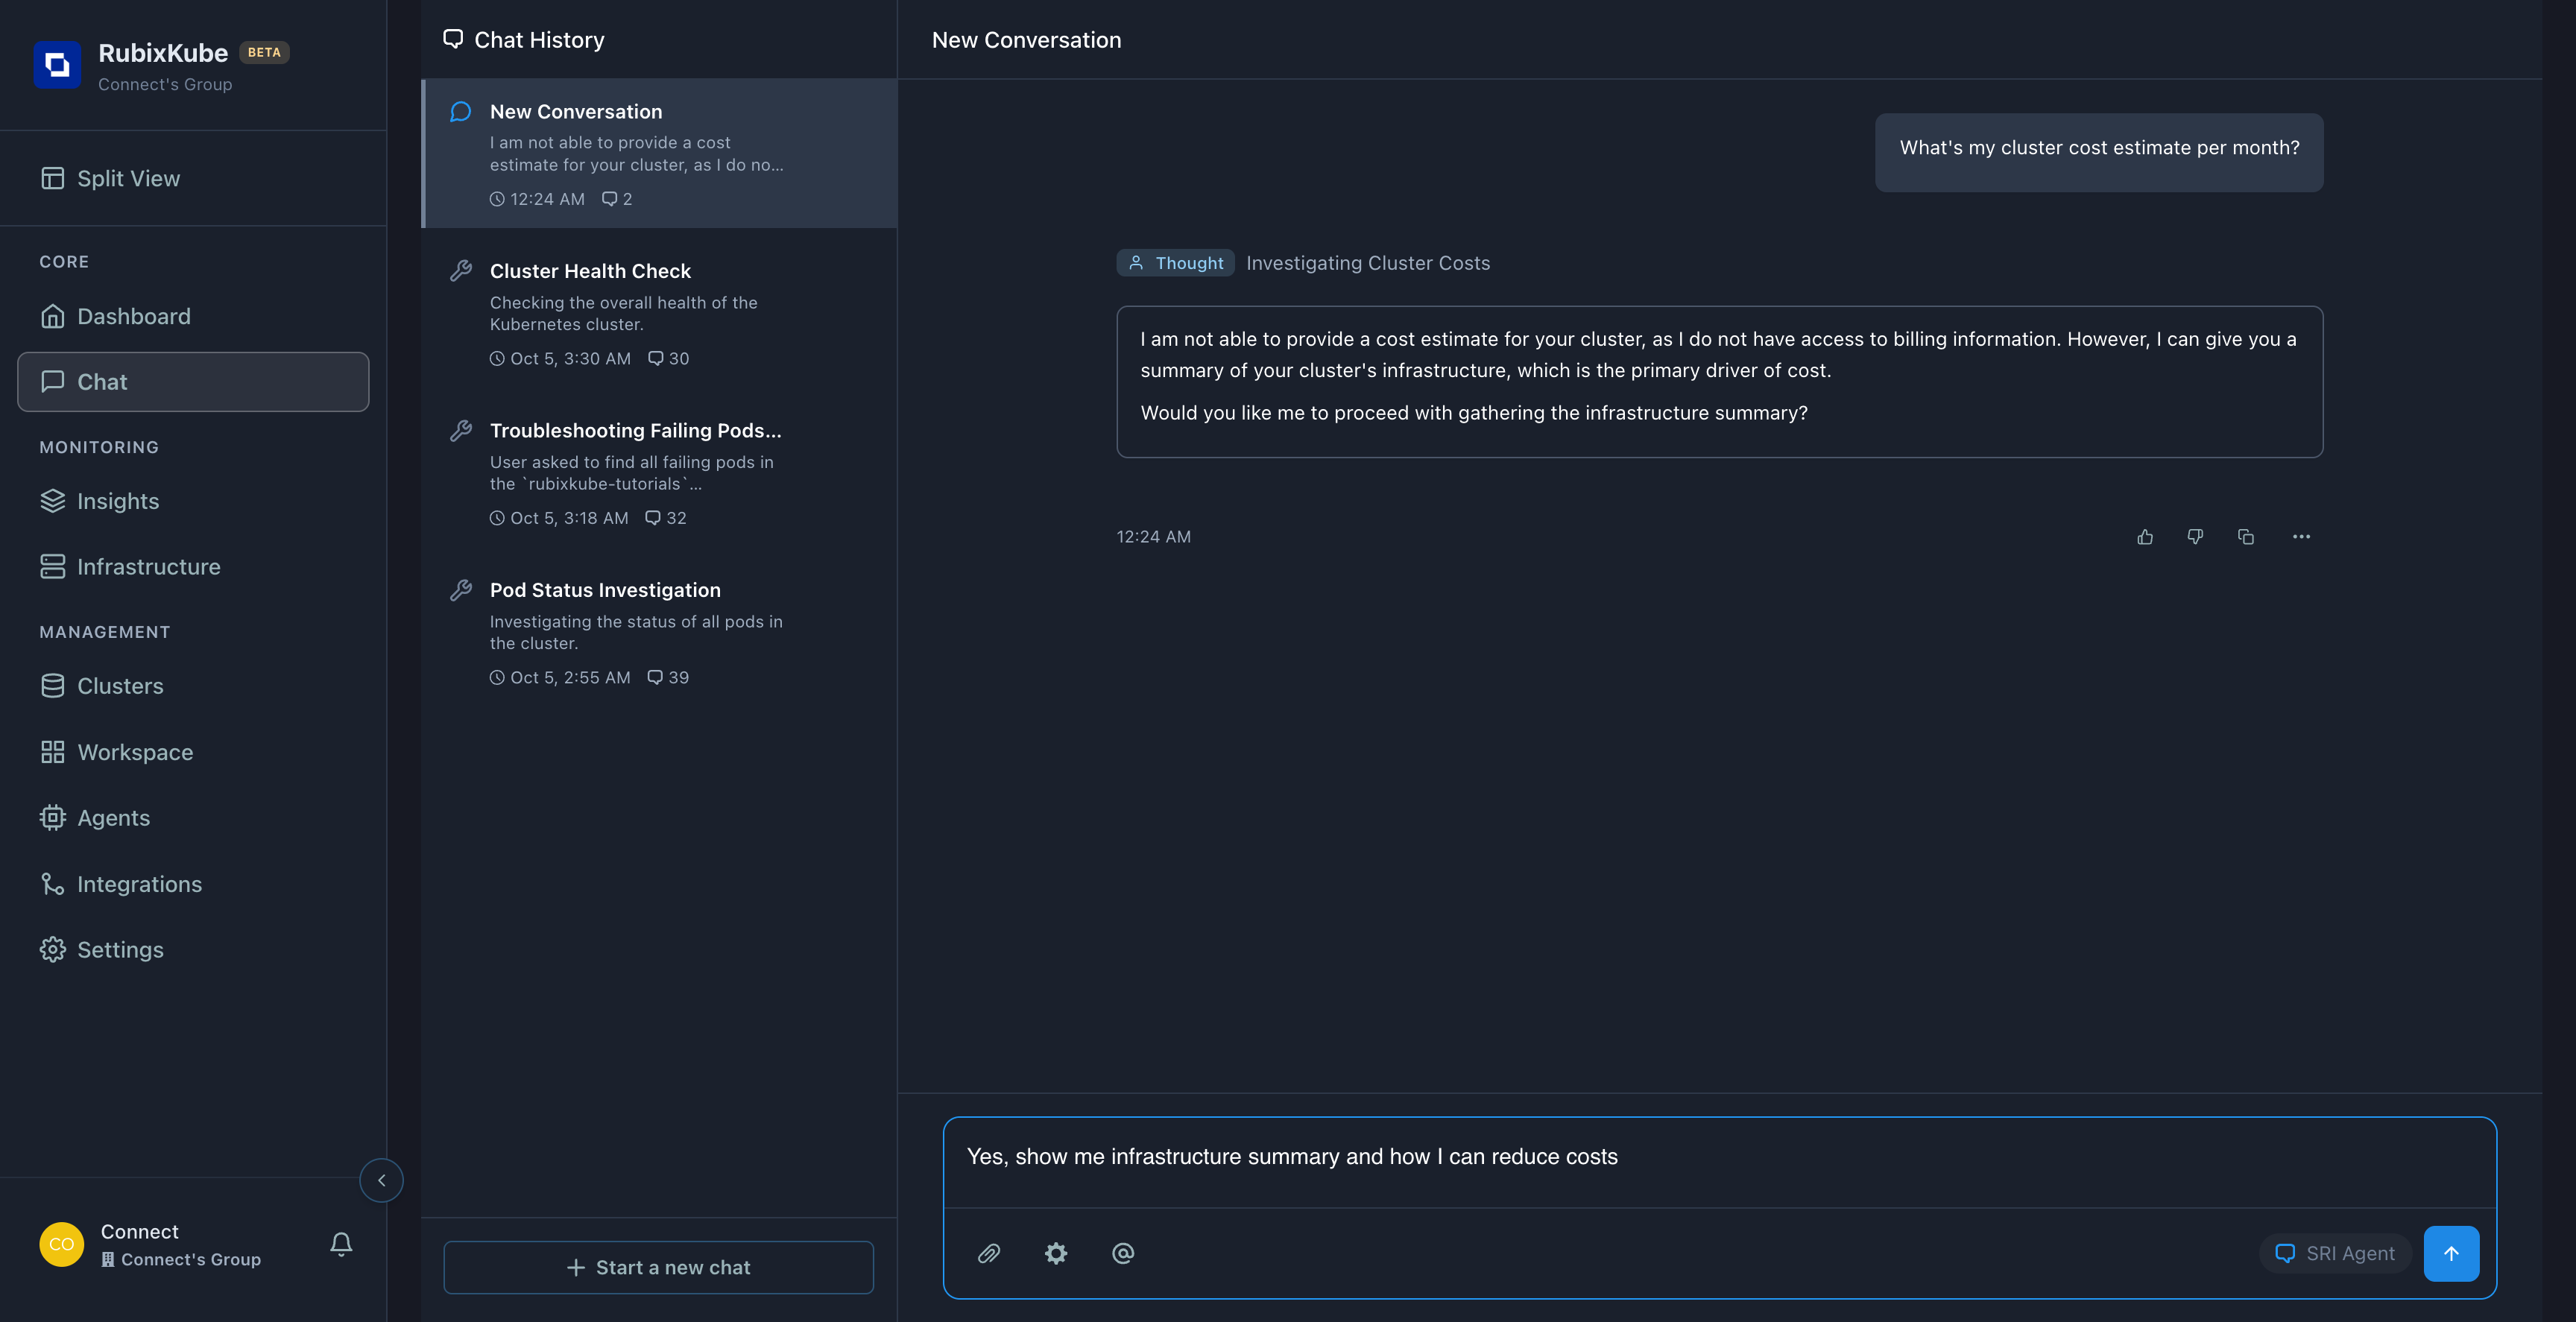 RubixKube BETA
Connect's Group
Split View
CORE
Dashboard
Chat
MONITORING
Insights
Infrastructure
MANAGEMENT
Clusters
Workspace
Agents
Integrations
Settings
CO
Connect
Connect's Group
Chat History
New Conversation
I am not able to provide a cost
estimate for your cluster, as I do no...
12:24 AM 2
Cluster Health Check
Checking the overall health of the
Kubernetes cluster.
Oct 5, 3:30 AM 30
Troubleshooting Failing Pods...
User asked to find all failing pods in
the `rubixkube-tutorials`...
Oct 5, 3:18 AM 32
Pod Status Investigation
Investigating the status of all pods in
the cluster.
Oct 5, 2:55 AM 39
+ Start a new chat
New Conversation
What's my cluster cost estimate per month?
Thought Investigating Cluster Costs
I am not able to provide a cost estimate for your cluster, as I do not have access to billing information. However, I can give you a
summary of your cluster's infrastructure, which is the primary driver of cost.
Would you like me to proceed with gathering the infrastructure summary?
12:24 AM
Yes, show me infrastructure summary and how I can reduce costs
SRI Agent